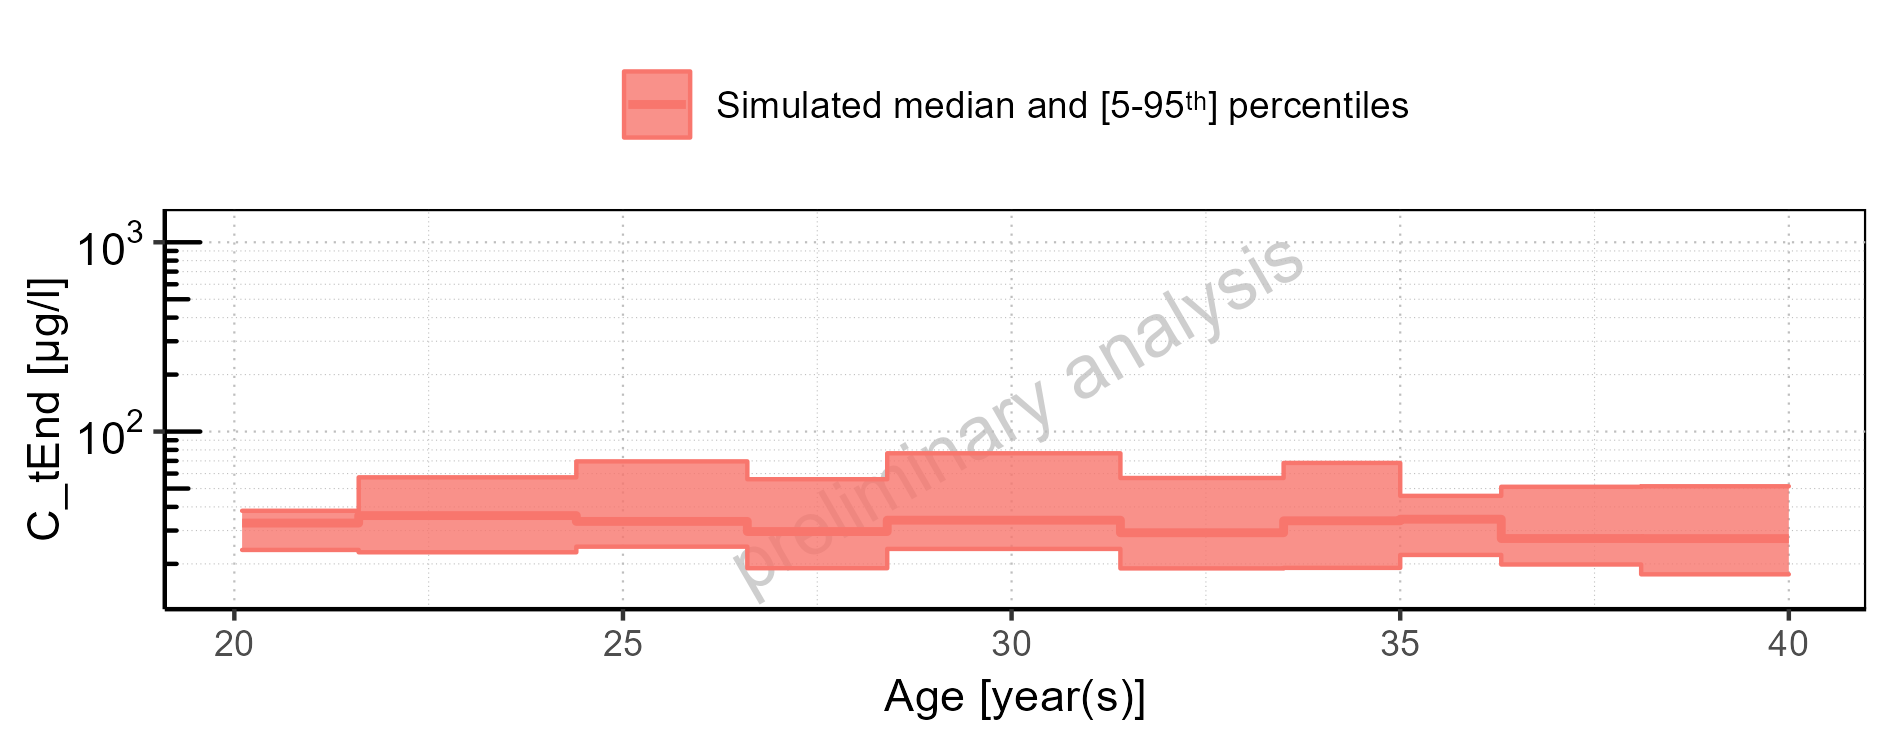 Simulated median and [5-95ᵗʰ] percentiles
10³
10²
C_tEnd [µg/l]
preliminary analysis
20 25 30 35 40
Age [year(s)]